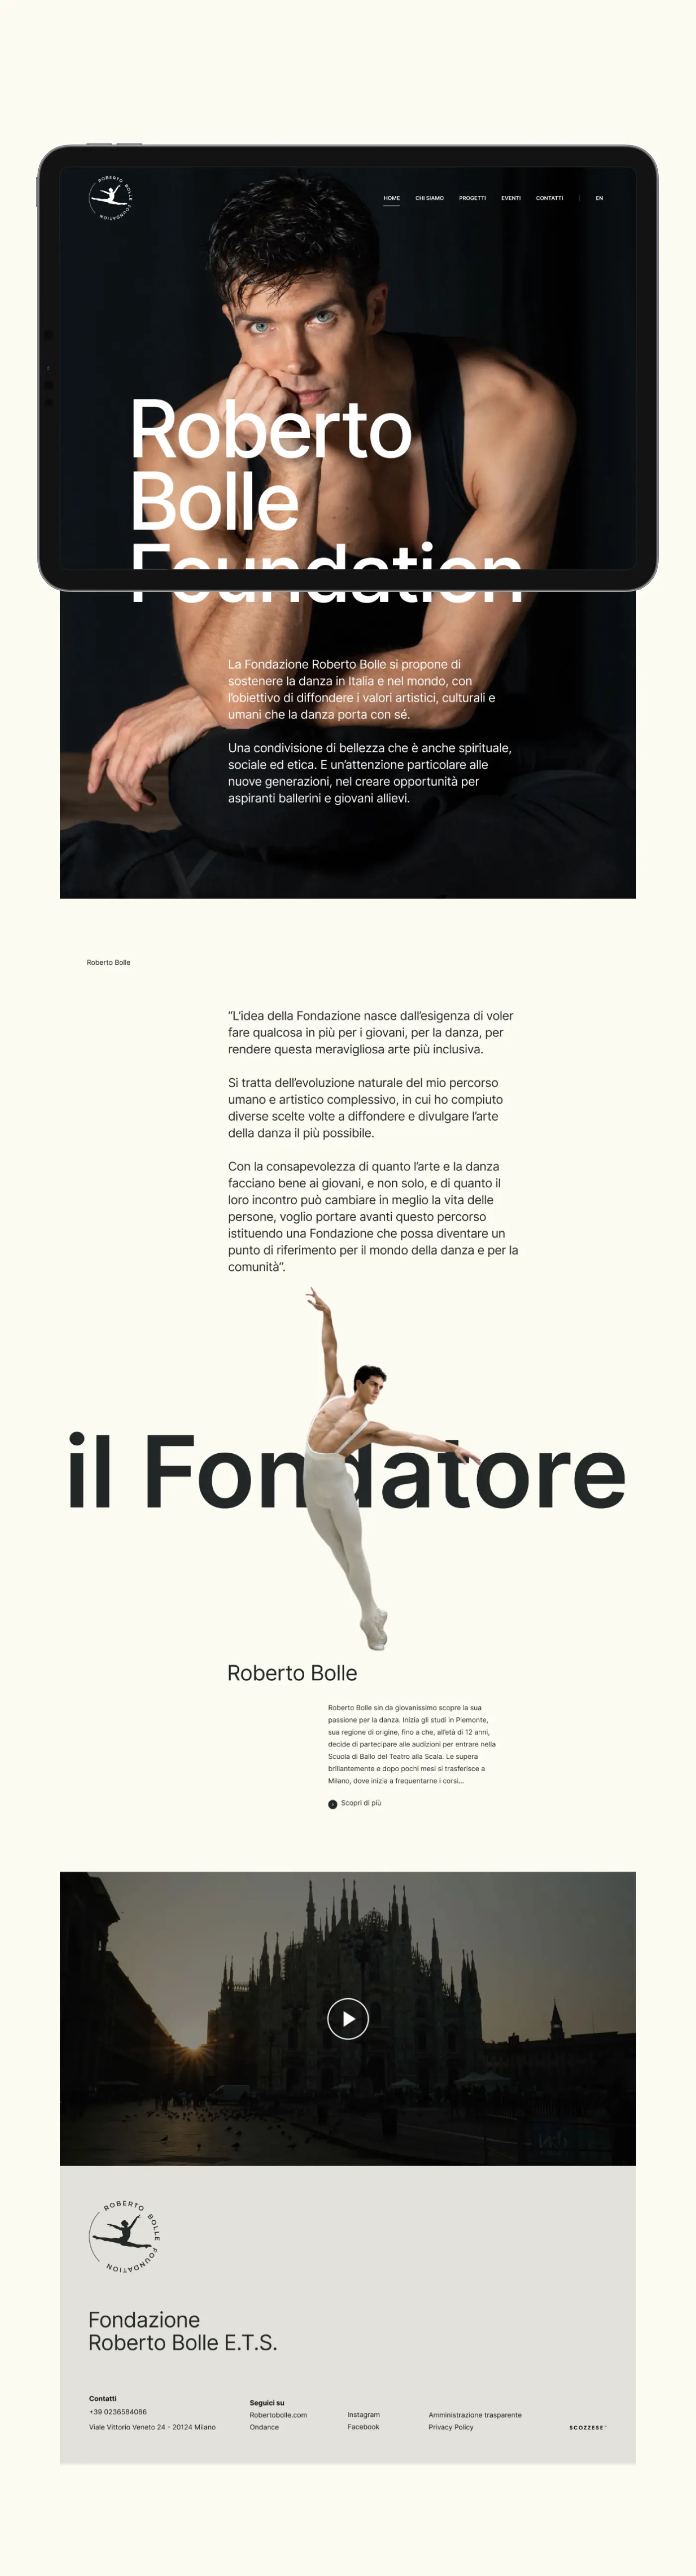 ROBERTO BOLLE FOUNDATION
HOME CHI SIAMO PROGETTI EVENTI CONTATTI EN
Roberto
Bolle
Foundation
La Fondazione Roberto Bolle si propone di
sostenere la danza in Italia e nel mondo, con
l’obiettivo di diffondere i valori artistici, culturali e
umani che la danza porta con sé.
Una condivisione di bellezza che è anche spirituale,
sociale ed etica. E un’attenzione particolare alle
nuove generazioni, nel creare opportunità per
aspiranti ballerini e giovani allievi.
Roberto Bolle
“L’idea della Fondazione nasce dall’esigenza di voler
fare qualcosa in più per i giovani, per la danza, per
rendere questa meravigliosa arte più inclusiva.
Si tratta dell’evoluzione naturale del mio percorso
umano e artistico complessivo, in cui ho compiuto
diverse scelte volte a diffondere e divulgare l’arte
della danza il più possibile.
Con la consapevolezza di quanto l’arte e la danza
facciano bene ai giovani, e non solo, e di quanto il
loro incontro può cambiare in meglio la vita delle
persone, voglio portare avanti questo percorso
istituendo una Fondazione che possa diventare un
punto di riferimento per il mondo della danza e per la
comunità”.
il Fondatore
Roberto Bolle
Roberto Bolle sin da giovanissimo scopre la sua
passione per la danza. Inizia gli studi in Piemonte,
sua regione di origine, fino a che, all’età di 12 anni,
decide di partecipare alle audizioni per entrare nella
Scuola di Ballo del Teatro alla Scala. Le supera
brillantemente e dopo pochi mesi si trasferisce a
Milano, dove inizia a frequentarne i corsi...
Scopri di più
ROBERTO BOLLE FOUNDATION
Fondazione
Roberto Bolle E.T.S.
Contatti
+39 0236584086
Viale Vittorio Veneto 24 - 20124 Milano
Seguici su
Robertobolle.com
Ondance
Instagram
Facebook
Amministrazione trasparente
Privacy Policy
SCOZZESE™